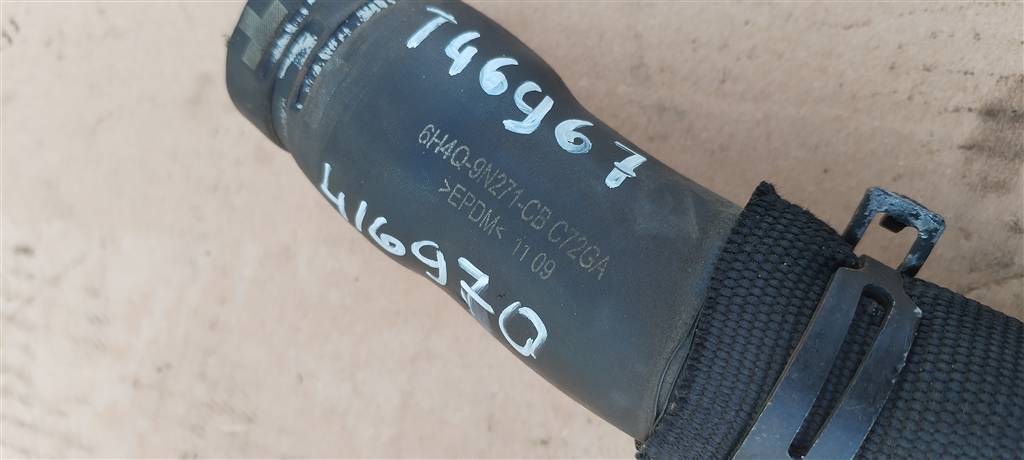 T46967
6H4Q-9N271-CB C72GA
>EPDM< 11 09
416970